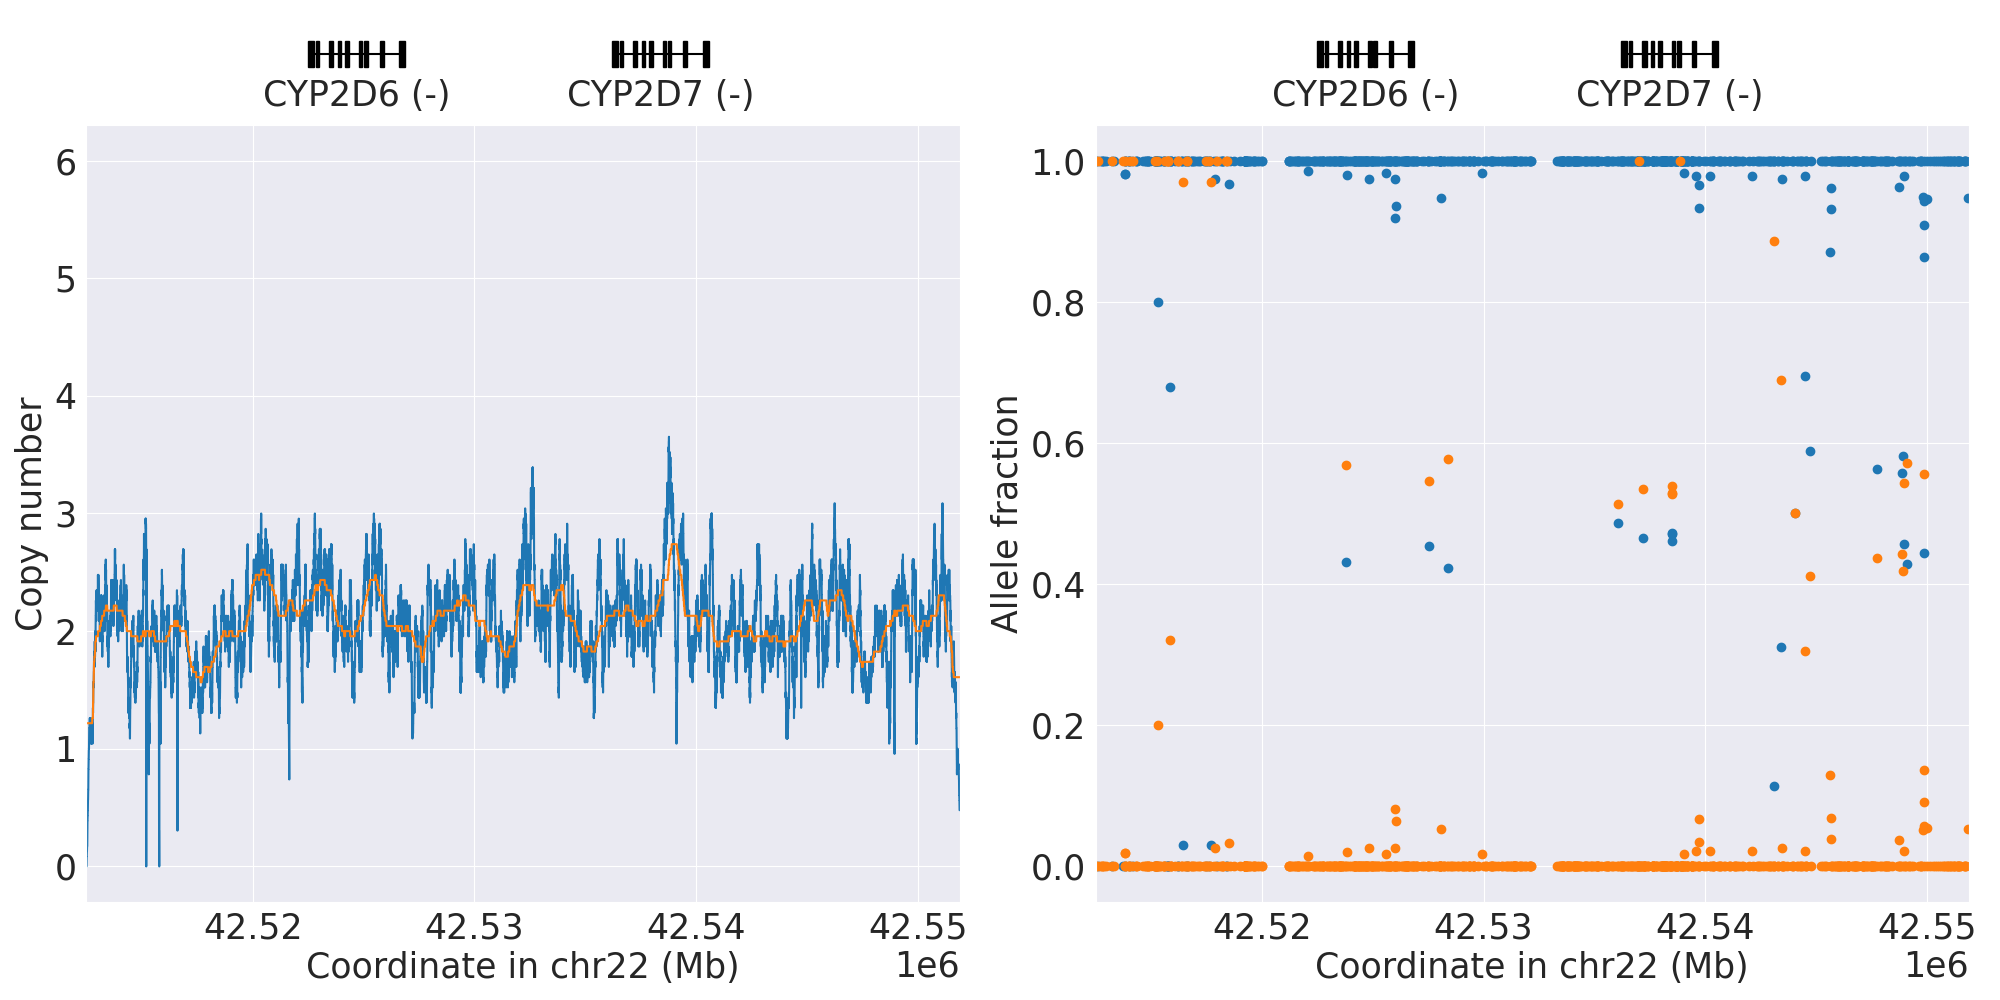 CYP2D6 (-) CYP2D7 (-)
6
5
4
3
2
1
0
Copy number
42.52 42.53 42.54 42.55
Coordinate in chr22 (Mb)
1e6
CYP2D6 (-) CYP2D7 (-)
1.0
0.8
0.6
0.4
0.2
0.0
Allele fraction
42.52 42.53 42.54 42.55
Coordinate in chr22 (Mb)
1e6